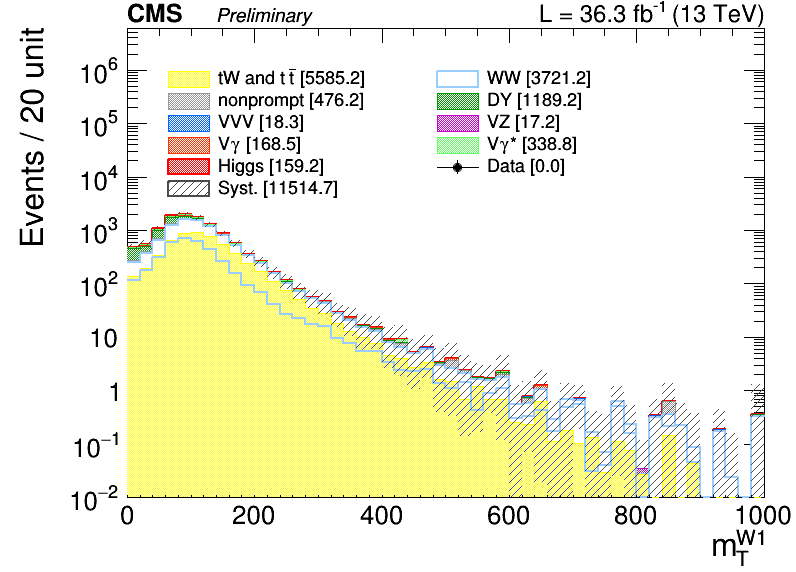 CMS Preliminary L = 36.3 fb⁻¹ (13 TeV)
Events / 20 unit
tW and tt̄ [5585.2] WW [3721.2]
nonprompt [476.2] DY [1189.2]
VVV [18.3] VZ [17.2]
Vγ [168.5] Vγ* [338.8]
Higgs [159.2] Data [0.0]
Syst. [11514.7]
10⁶
10⁵
10⁴
10³
10²
10
1
10⁻¹
10⁻²
0 200 400 600 800 1000
m_T^W1